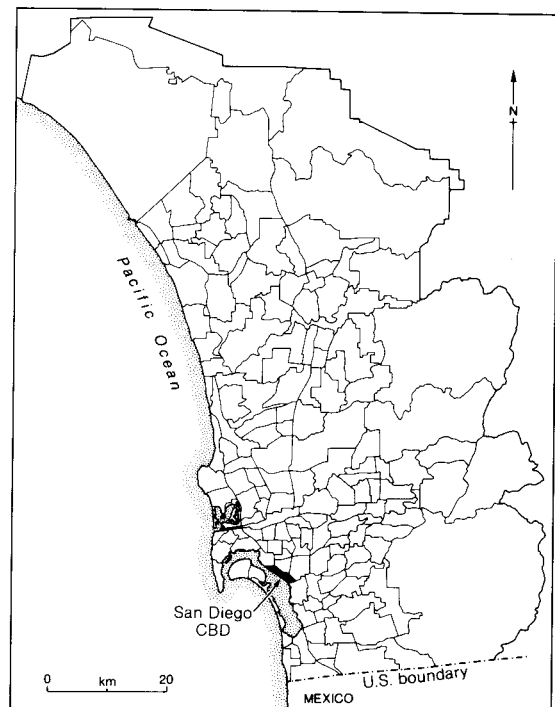 N
Pacific Ocean
San Diego
CBD
0 km 20
U.S. boundary
MEXICO